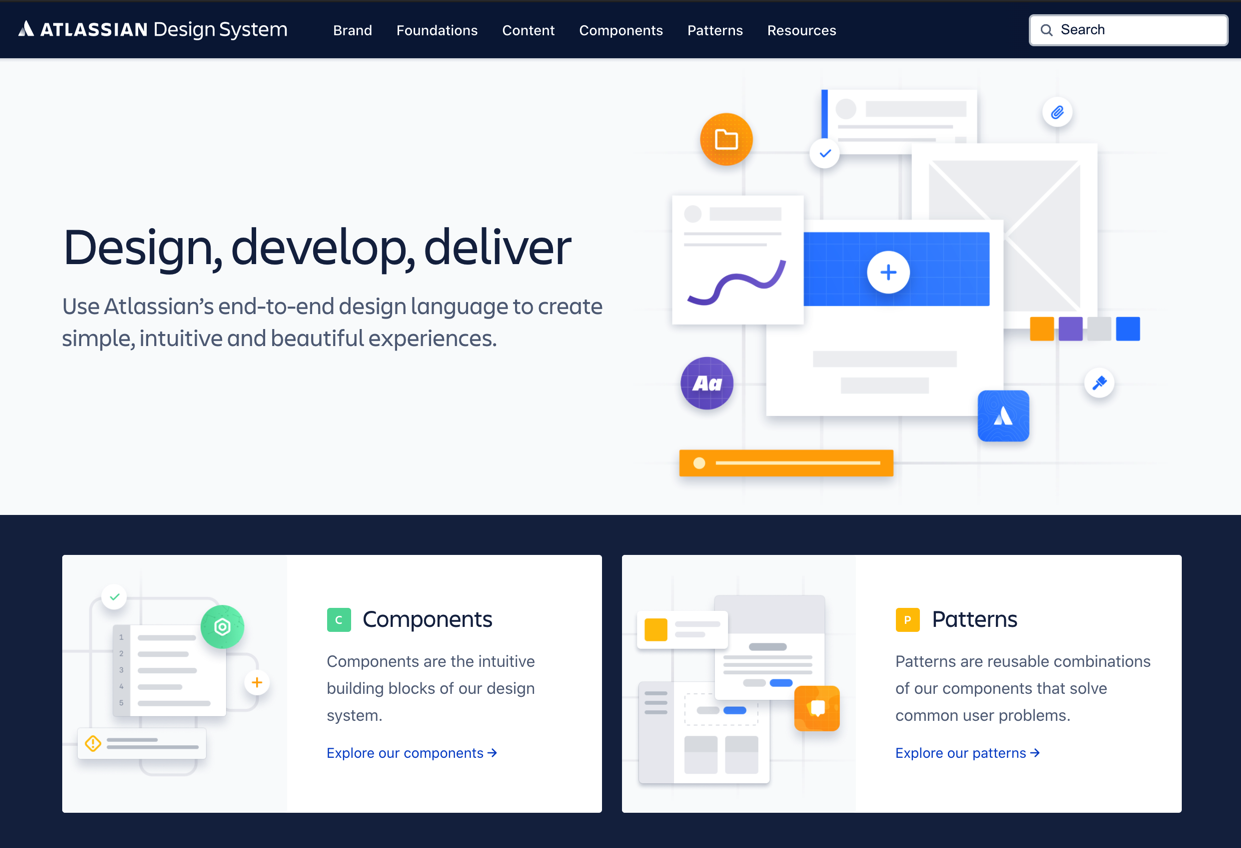 ATLASSIAN Design System
Brand
Foundations
Content
Components
Patterns
Resources
Search
Design, develop, deliver
Use Atlassian’s end-to-end design language to create
simple, intuitive and beautiful experiences.
Aa
1
2
3
4
5
C
Components
Components are the intuitive
building blocks of our design
system.
Explore our components →
P
Patterns
Patterns are reusable combinations
of our components that solve
common user problems.
Explore our patterns →